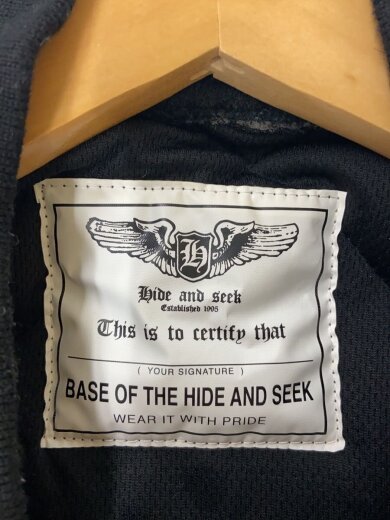 H
Hide and seek
Established 1995
This is to certify that
( YOUR SIGNATURE )
BASE OF THE HIDE AND SEEK
WEAR IT WITH PRIDE